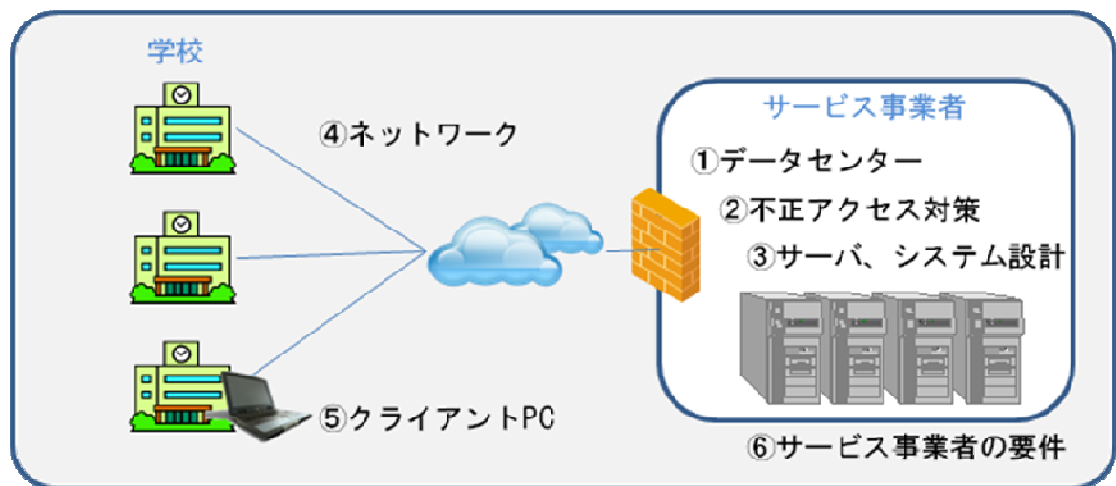 学校
④ネットワーク
サービス事業者
①データセンター
②不正アクセス対策
③サーバ、システム設計
⑤クライアントPC
⑥サービス事業者の要件